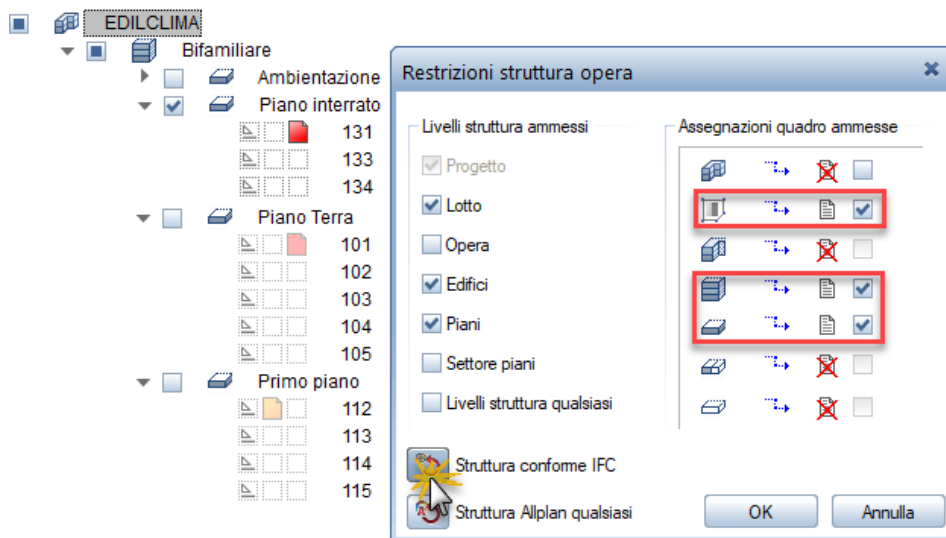 EDILCLIMA
Bifamiliare
Ambientazione
Piano interrato
131
133
134
Piano Terra
101
102
103
104
105
Primo piano
112
113
114
115
Restrizioni struttura opera
Livelli struttura ammessi
Progetto
Lotto
Opera
Edifici
Piani
Settore piani
Livelli struttura qualsiasi
Assegnazioni quadro ammesse
Struttura conforme IFC
Struttura Allplan qualsiasi
OK
Annulla